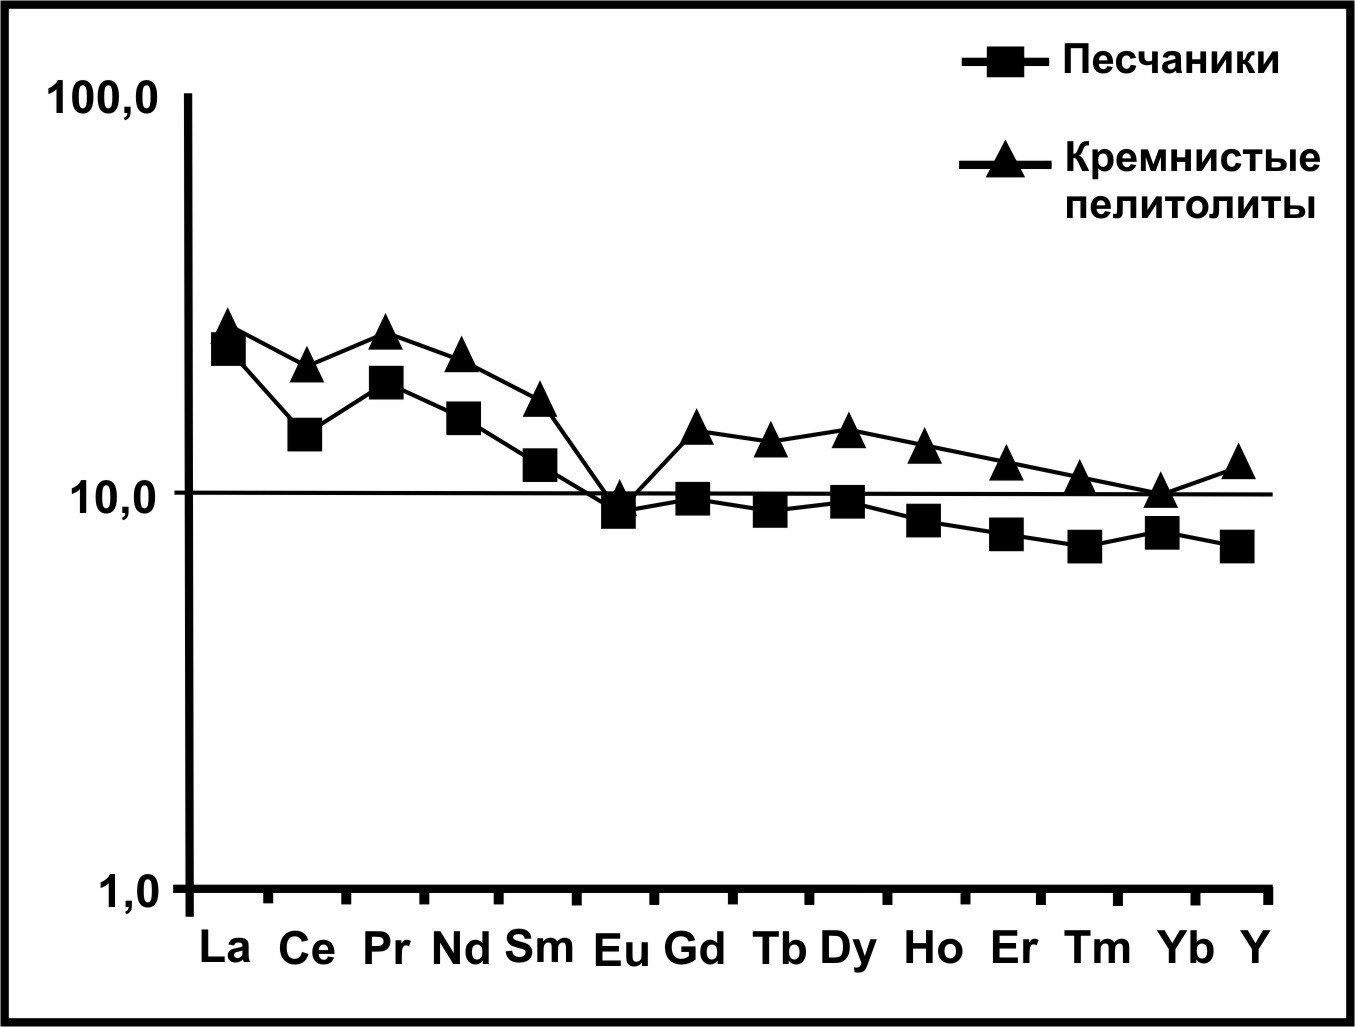 Песчаники
Кремнистые
пелитолиты
100,0
10,0
1,0
La Ce Pr Nd Sm Eu Gd Tb Dy Ho Er Tm Yb Y